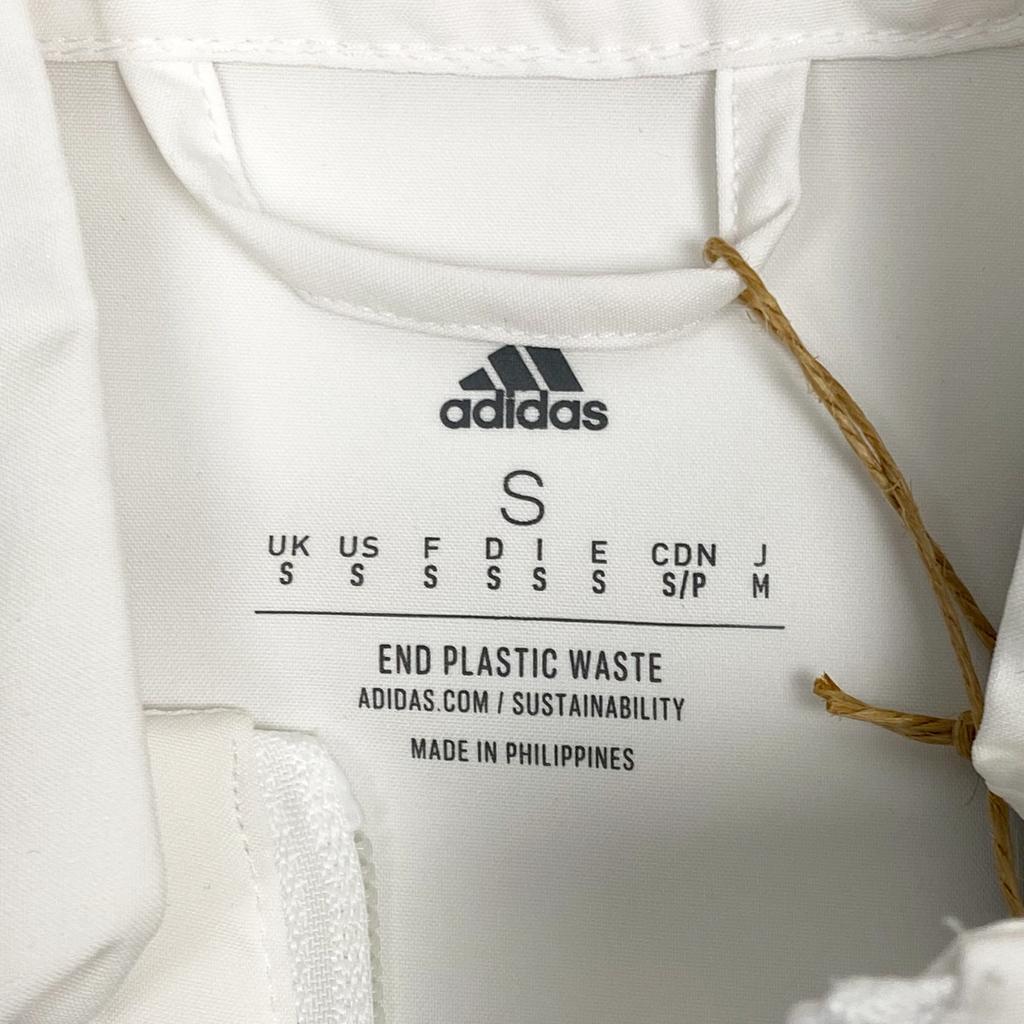 adidas
S
UK US F D I E CDN J
S S S S S S S/P M
END PLASTIC WASTE
ADIDAS.COM / SUSTAINABILITY
MADE IN PHILIPPINES